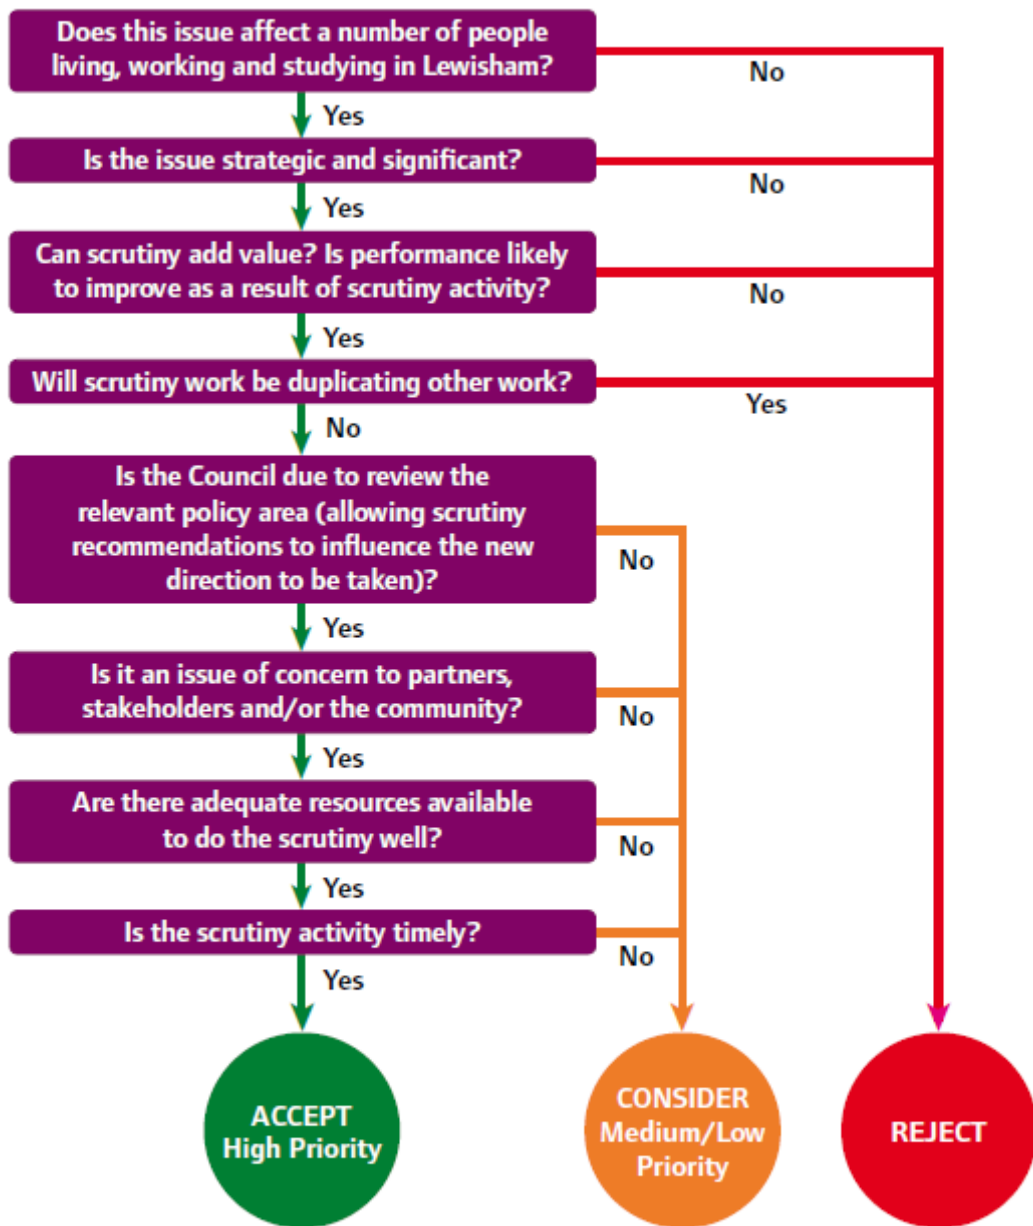 Does this issue affect a number of people
living, working and studying in Lewisham?
No
Yes
Is the issue strategic and significant?
No
Yes
Can scrutiny add value? Is performance likely
to improve as a result of scrutiny activity?
No
Yes
Will scrutiny work be duplicating other work?
Yes
No
Is the Council due to review the
relevant policy area (allowing scrutiny
recommendations to influence the new
direction to be taken)?
No
Yes
Is it an issue of concern to partners,
stakeholders and/or the community?
No
Yes
Are there adequate resources available
to do the scrutiny well?
No
Yes
Is the scrutiny activity timely?
No
Yes
ACCEPT
High Priority
CONSIDER
Medium/Low
Priority
REJECT